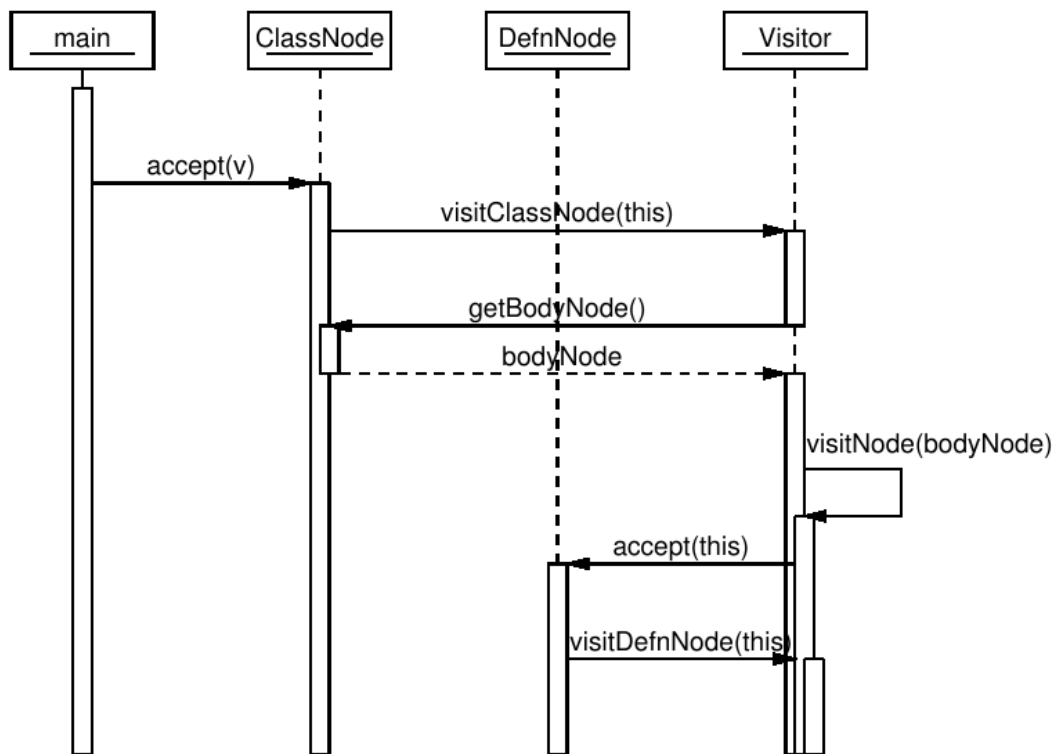 main
ClassNode
DefnNode
Visitor
accept(v)
visitClassNode(this)
getBodyNode()
bodyNode
visitNode(bodyNode)
accept(this)
visitDefnNode(this)